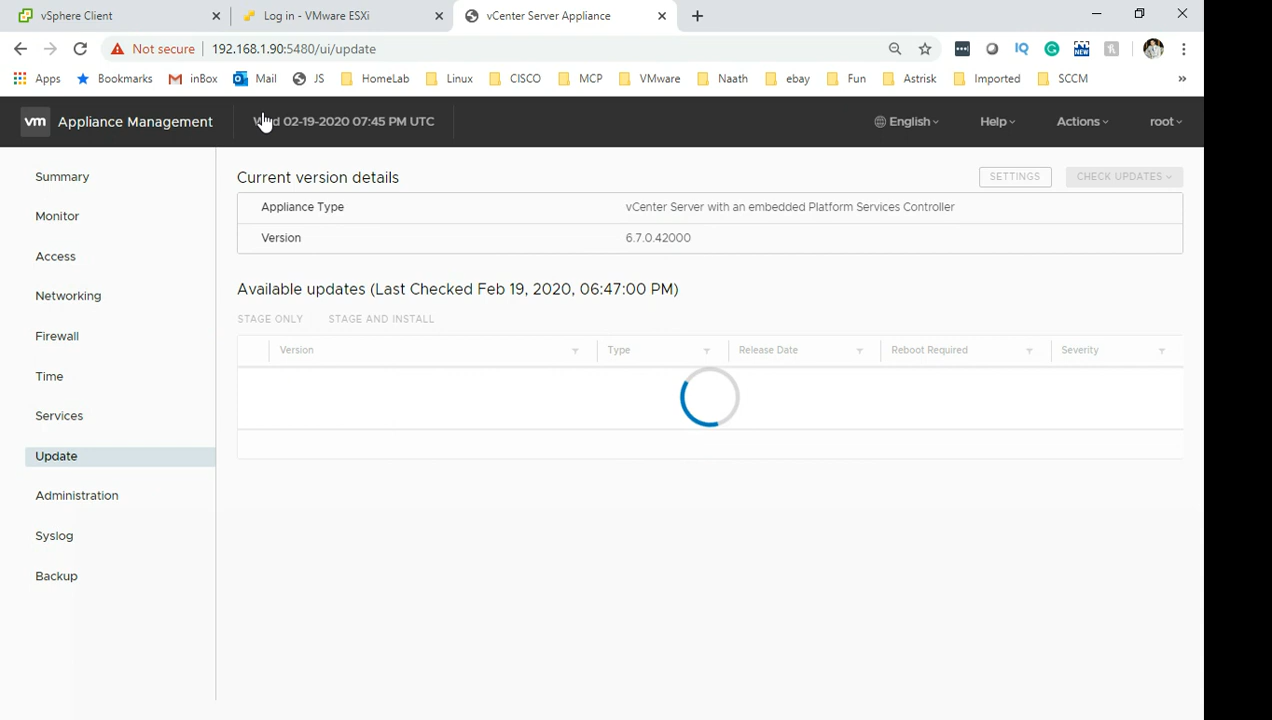 vSphere Client
Log in - VMware ESXi
vCenter Server Appliance
Not secure 192.168.1.90:5480/ui/update
IQ
NEW
Apps Bookmarks inBox Mail JS HomeLab Linux CISCO MCP VMware Naath ebay Fun Astrisk Imported SCCM »
vm Appliance Management 02-19-2020 07:45 PM UTC English Help Actions root
Summary
Monitor
Access
Networking
Firewall
Time
Services
Update
Administration
Syslog
Backup
Current version details
SETTINGS CHECK UPDATES
Appliance Type vCenter Server with an embedded Platform Services Controller
Version 6.7.0.42000
Available updates (Last Checked Feb 19, 2020, 06:47:00 PM)
STAGE ONLY STAGE AND INSTALL
Version Type Release Date Reboot Required Severity